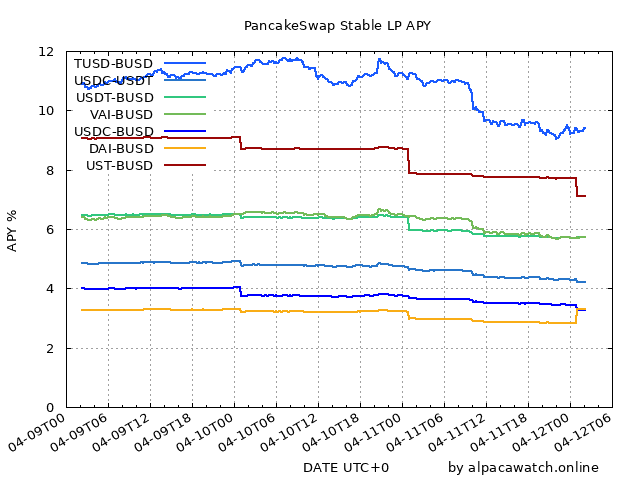 PancakeSwap Stable LP APY
12
10
8
6
4
2
0
APY %
TUSD-BUSD
USDC-USDT
USDT-BUSD
VAI-BUSD
USDC-BUSD
DAI-BUSD
UST-BUSD
04-09T00
04-09T06
04-09T12
04-09T18
04-10T00
04-10T06
04-10T12
04-10T18
04-11T00
04-11T06
04-11T12
04-11T18
04-12T00
04-12T06
DATE UTC+0
by alpacawatch.online